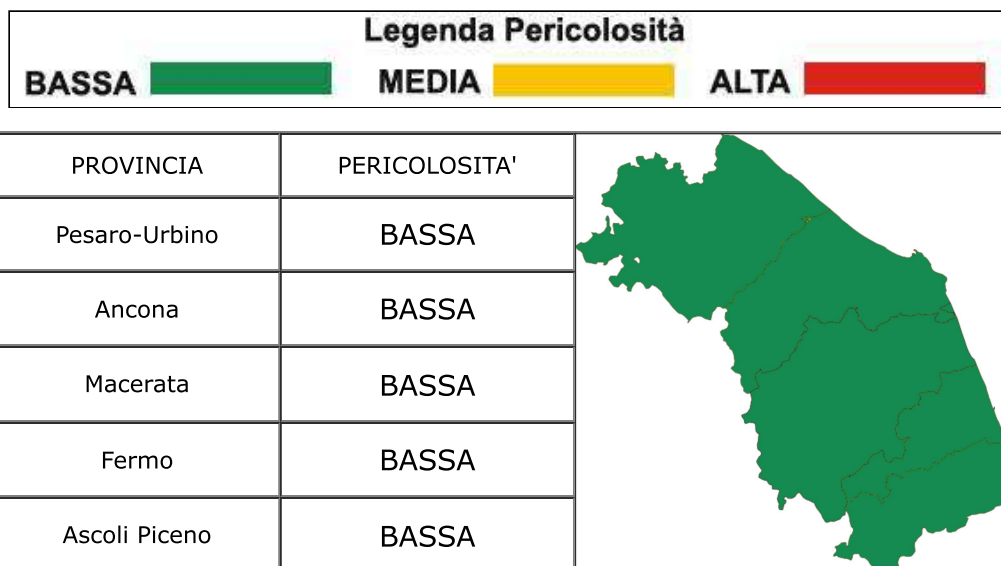 Legenda Pericolosità
BASSA MEDIA ALTA
PROVINCIA PERICOLOSITA'
Pesaro-Urbino BASSA
Ancona BASSA
Macerata BASSA
Fermo BASSA
Ascoli Piceno BASSA